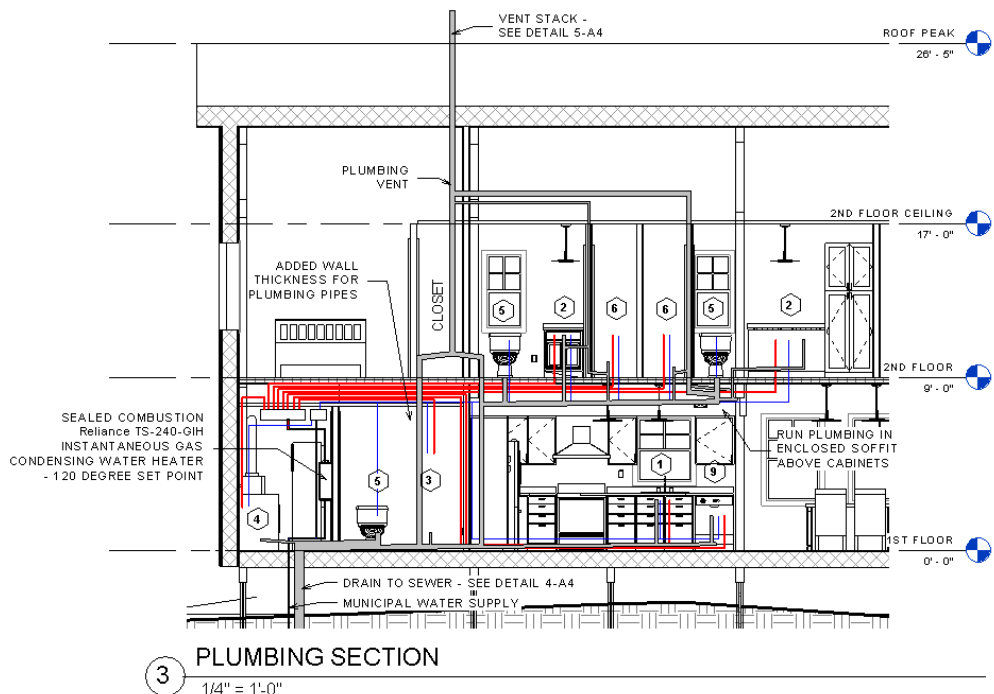 VENT STACK -
SEE DETAIL 5-A4
ROOF PEAK
26' - 5"
PLUMBING
VENT
2ND FLOOR CEILING
17' - 0"
ADDED WALL
THICKNESS FOR
PLUMBING PIPES
CLOSET
5
2
6
6
5
2
2ND FLOOR
9' - 0"
SEALED COMBUSTION
Reliance TS-240-GIH
INSTANTANEOUS GAS
CONDENSING WATER HEATER
- 120 DEGREE SET POINT
RUN PLUMBING IN
ENCLOSED SOFFIT
ABOVE CABINETS
4
5
3
1
9
1ST FLOOR
0' - 0"
DRAIN TO SEWER - SEE DETAIL 4-A4
MUNICIPAL WATER SUPPLY
3
PLUMBING SECTION
1/4" = 1'-0"